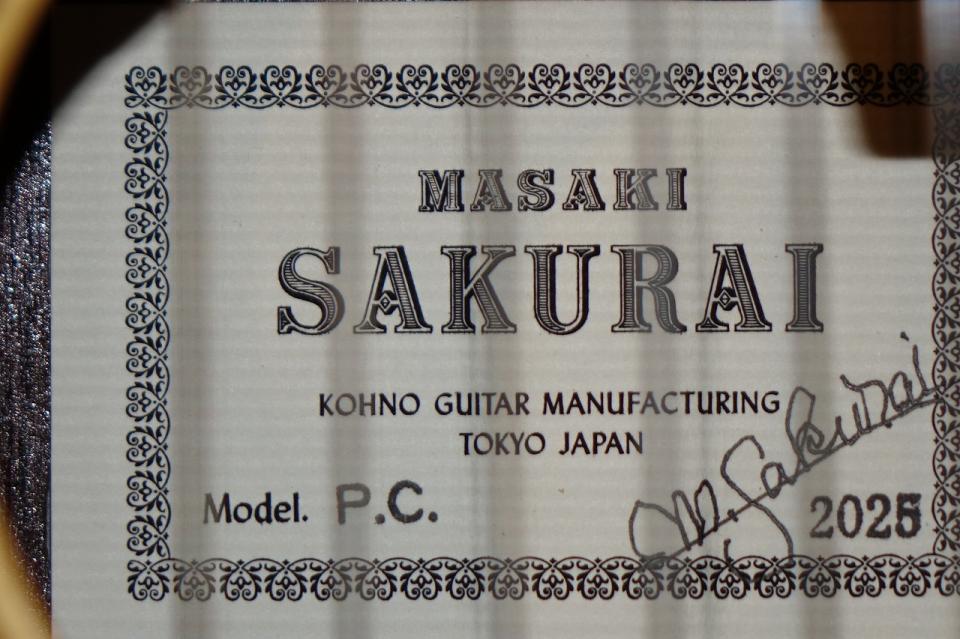 MASAKI
SAKURAI
KOHNO GUITAR MANUFACTURING
TOKYO JAPAN
Model. P.C.
M. Sakurai
2025